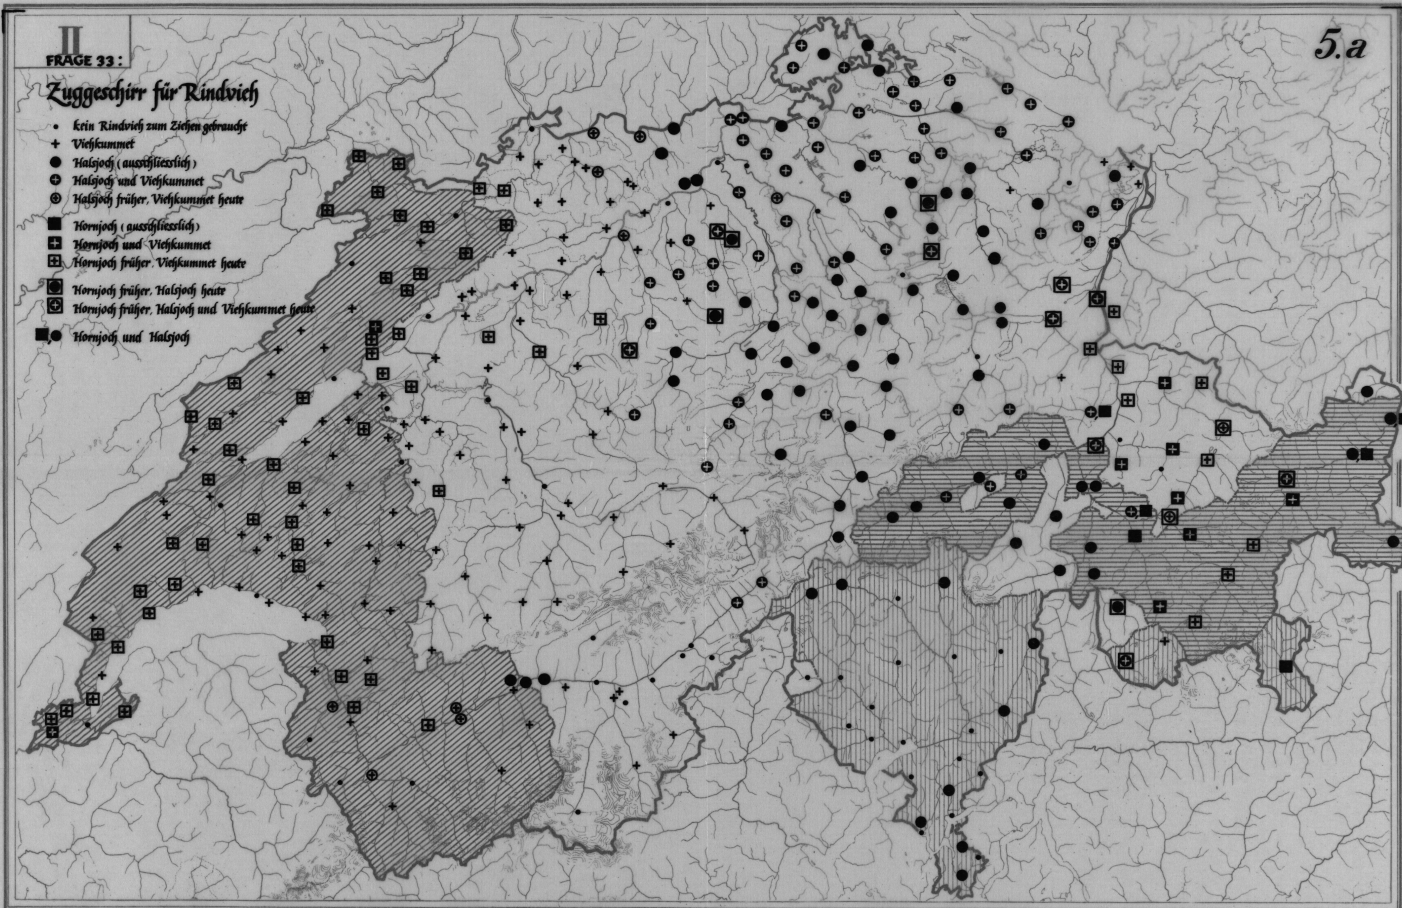 II
FRAGE 33:
5.a
Zuggeschirr für Rindvieh
kein Rindvieh zum Ziehen gebraucht
Viehkummet
Halsjoch (ausschliesslich)
Halsjoch und Viehkummet
Halsjoch früher, Viehkummet heute
Hornjoch (ausschliesslich)
Hornjoch und Viehkummet
Hornjoch früher, Viehkummet heute
Hornjoch früher, Halsjoch heute
Hornjoch früher, Halsjoch und Viehkummet heute
Hornjoch und Halsjoch